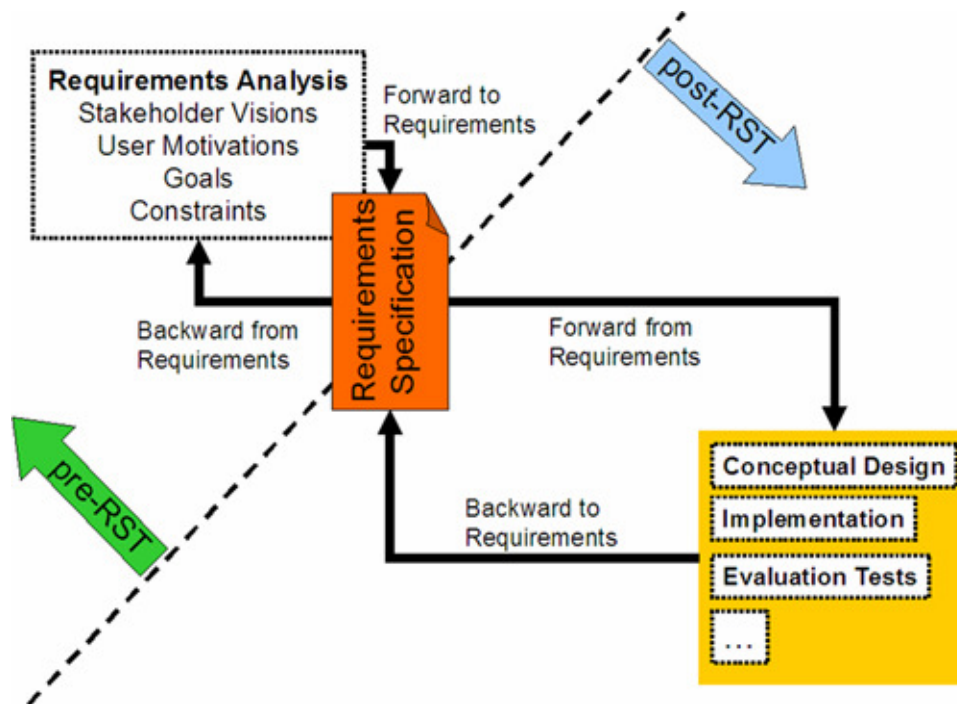 Requirements Analysis
Stakeholder Visions
User Motivations
Goals
Constraints
Forward to
Requirements
post-RST
Requirements
Specification
Backward from
Requirements
Forward from
Requirements
pre-RST
Backward to
Requirements
Conceptual Design
Implementation
Evaluation Tests
...